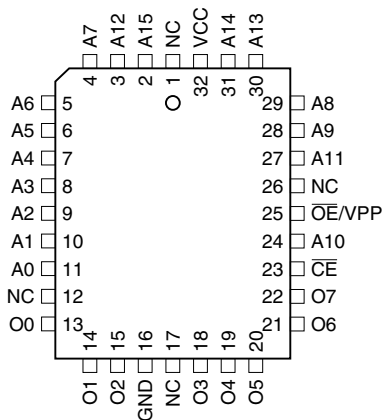 A7 A12 A15 NC VCC A14 A13
4 3 2 1 32 31 30
A6 5 29 A8
A5 6 28 A9
A4 7 27 A11
A3 8 26 NC
A2 9 25 OE/VPP
A1 10 24 A10
A0 11 23 CE
NC 12 22 O7
O0 13 21 O6
14 15 16 17 18 19 20
O1 O2 GND NC O3 O4 O5